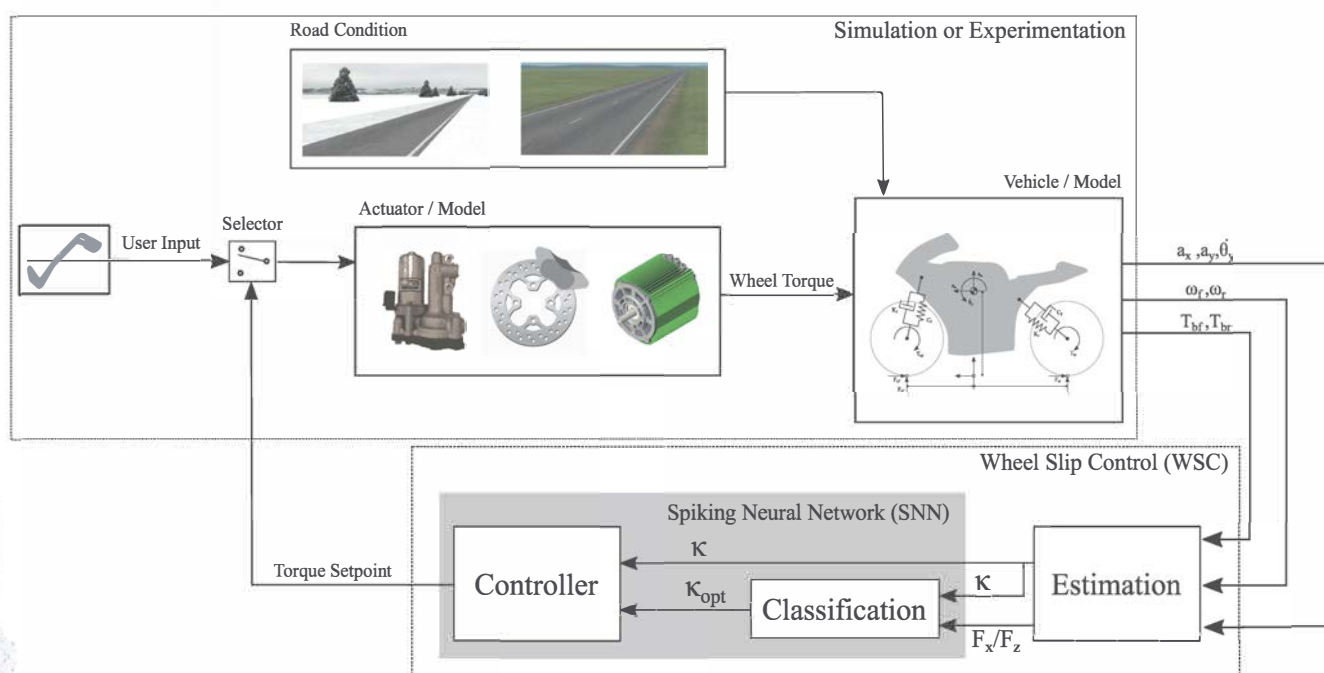 Simulation or Experimentation
Road Condition
Vehicle / Model
Selector
Actuator / Model
User Input
Wheel Torque
a_x ,a_y,θ̇_y
ω_f,ω_r
T_bf,T_br
Wheel Slip Control (WSC)
Spiking Neural Network (SNN)
κ
Torque Setpoint
Controller
κ_opt
Classification
κ
Estimation
F_x/F_z